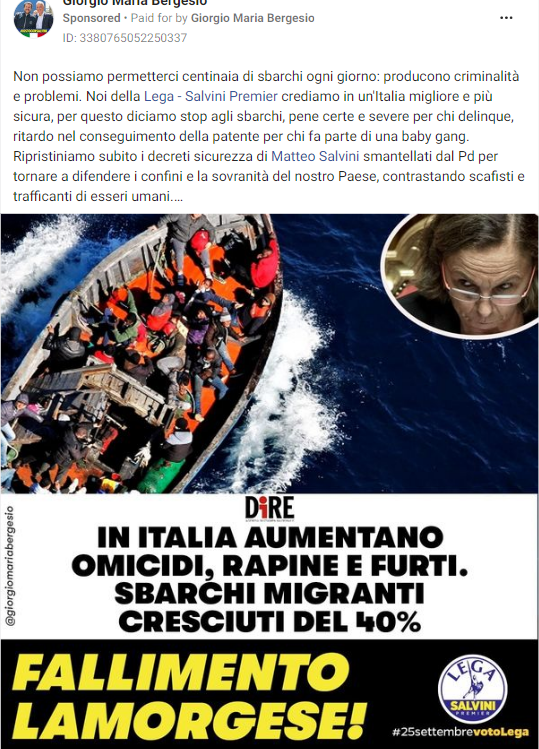 Giorgio Maria Bergesio
Sponsored • Paid for by Giorgio Maria Bergesio
ID: 3380765052250337
Non possiamo permetterci centinaia di sbarchi ogni giorno: producono criminalità
e problemi. Noi della Lega - Salvini Premier crediamo in un'Italia migliore e più
sicura, per questo diciamo stop agli sbarchi, pene certe e severe per chi delinque,
ritardo nel conseguimento della patente per chi fa parte di una baby gang.
Ripristiniamo subito i decreti sicurezza di Matteo Salvini smantellati dal Pd per
tornare a difendere i confini e la sovranità del nostro Paese, contrastando scafisti e
trafficanti di esseri umani....
DiRE
IN ITALIA AUMENTANO
OMICIDI, RAPINE E FURTI.
SBARCHI MIGRANTI
CRESCIUTI DEL 40%
@giorgiomariabergesio
FALLIMENTO
LAMORGESE!
LEGA
SALVINI
PREMIER
#25settembrevotoLega